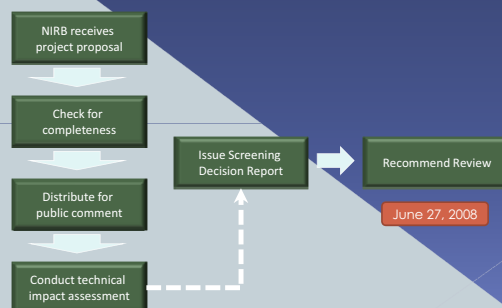 NIRB receives
project proposal
Check for
completeness
Distribute for
public comment
Conduct technical
impact assessment
Issue Screening
Decision Report
Recommend Review
June 27, 2008